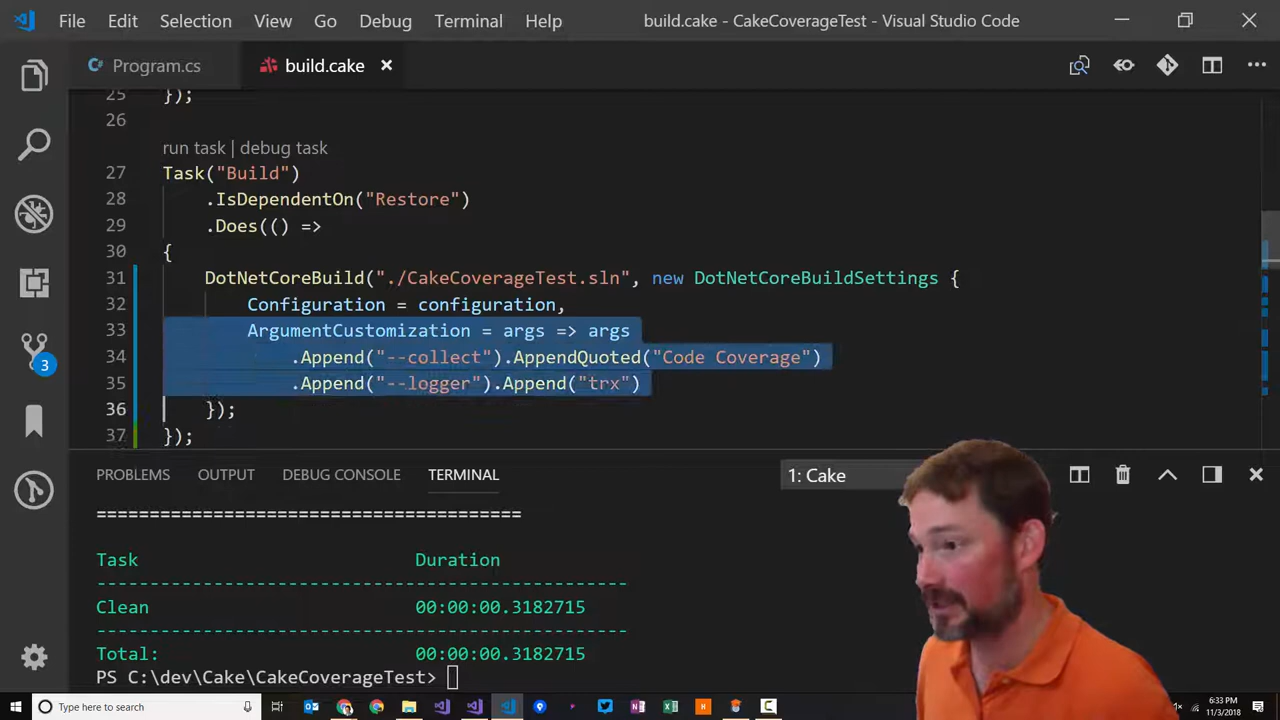 File Edit Selection View Go Debug Terminal Help build.cake - CakeCoverageTest - Visual Studio Code
Program.cs build.cake
25 });
26
run task | debug task
27 Task("Build")
28 .IsDependentOn("Restore")
29 .Does(() =>
30 {
31 DotNetCoreBuild("./CakeCoverageTest.sln", new DotNetCoreBuildSettings {
32 Configuration = configuration,
33 ArgumentCustomization = args => args
34 .Append("--collect").AppendQuoted("Code Coverage")
35 .Append("--logger").Append("trx")
36 });
37 });
3
PROBLEMS OUTPUT DEBUG CONSOLE TERMINAL 1: Cake
========================================
Task Duration
--------------------------------------------------
Clean 00:00:00.3182715
--------------------------------------------------
Total: 00:00:00.3182715
PS C:\dev\Cake\CakeCoverageTest>
Type here to search
6:33 PM
11/3/2018